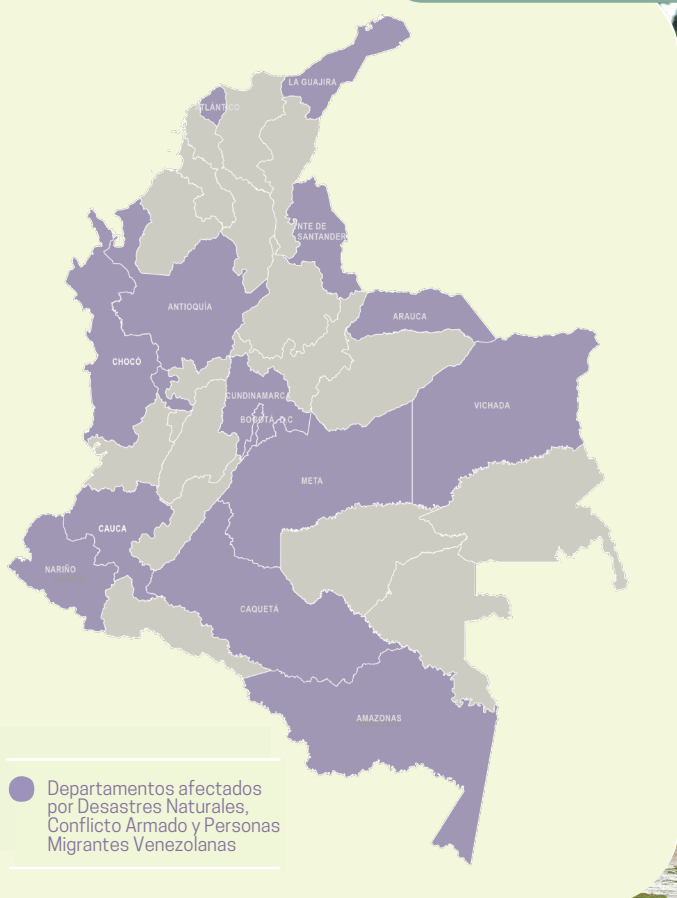 LA GUAJIRA
ATLÁNTICO
NTE DE
SANTANDER
ANTIOQUÍA
ARAUCA
CHOCÓ
CUNDINAMARCA
VICHADA
BOGOTÁ, D.C
META
CAUCA
NARIÑO
CAQUETÁ
AMAZONAS
Departamentos afectados
por Desastres Naturales,
Conflicto Armado y Personas
Migrantes Venezolanas